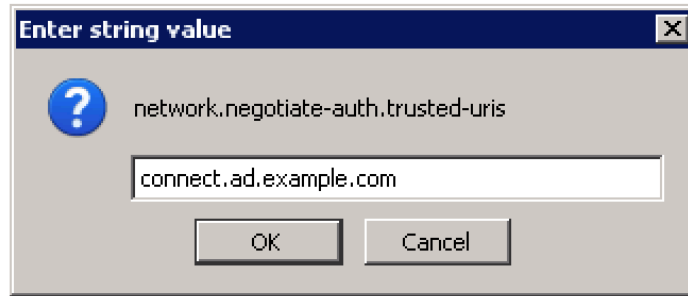 Enter string value
network.negotiate-auth.trusted-uris
connect.ad.example.com
OK Cancel